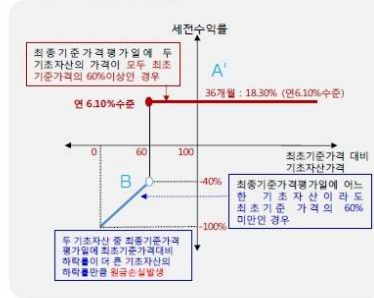 세전수익률
최종기준가격평가일에 두
기초자산의 가격이 모두 최초
기준가격의 60%이상인 경우
A'
36개월 : 18.30% (연6.10%수준)
연 6.10%수준
0
60
100
최초기준가격 대비
기초자산가격
B
-40%
최종기준가격평가일에 어느
한 기초자산이라도
최초기준 가격의 60%
미만인 경우
-100%
두 기초자산 중 최종기준가격
평가일에 최초기준가격대비
하락률이 더 큰 기초자산의
하락률만큼 원금손실발생